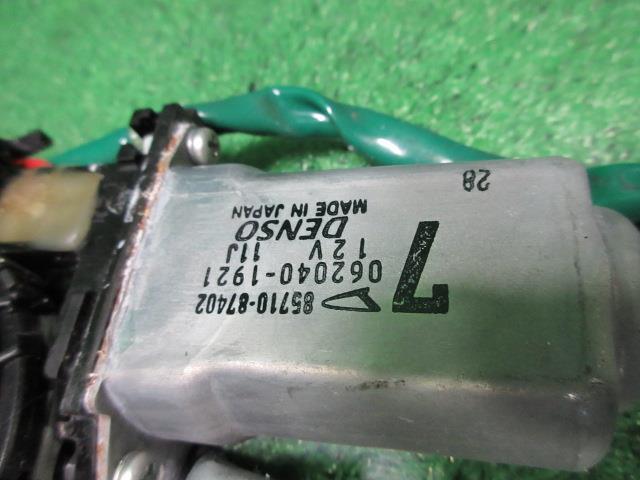 7
85710-87402
062040-1921
12V 11J
DENSO
MADE IN JAPAN
28